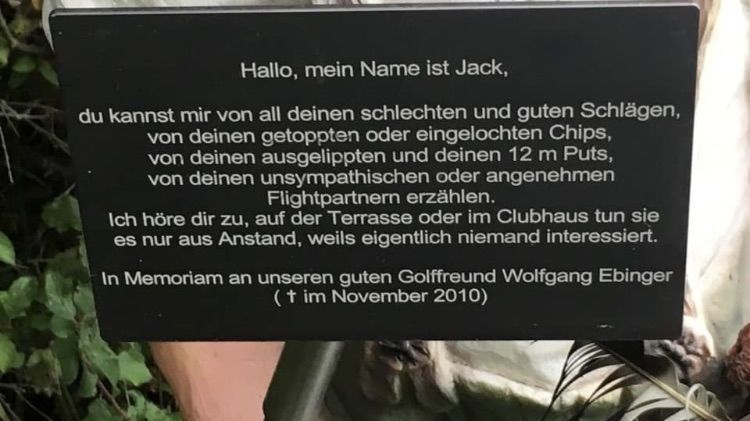 Hallo, mein Name ist Jack,
du kannst mir von all deinen schlechten und guten Schlägen,
von deinen getoppten oder eingelochten Chips,
von deinen ausgelippten und deinen 12 m Puts,
von deinen unsympathischen oder angenehmen
Flightpartnern erzählen.
Ich höre dir zu, auf der Terrasse oder im Clubhaus tun sie
es nur aus Anstand, weils eigentlich niemand interessiert.
In Memoriam an unseren guten Golffreund Wolfgang Ebinger
( † im November 2010)